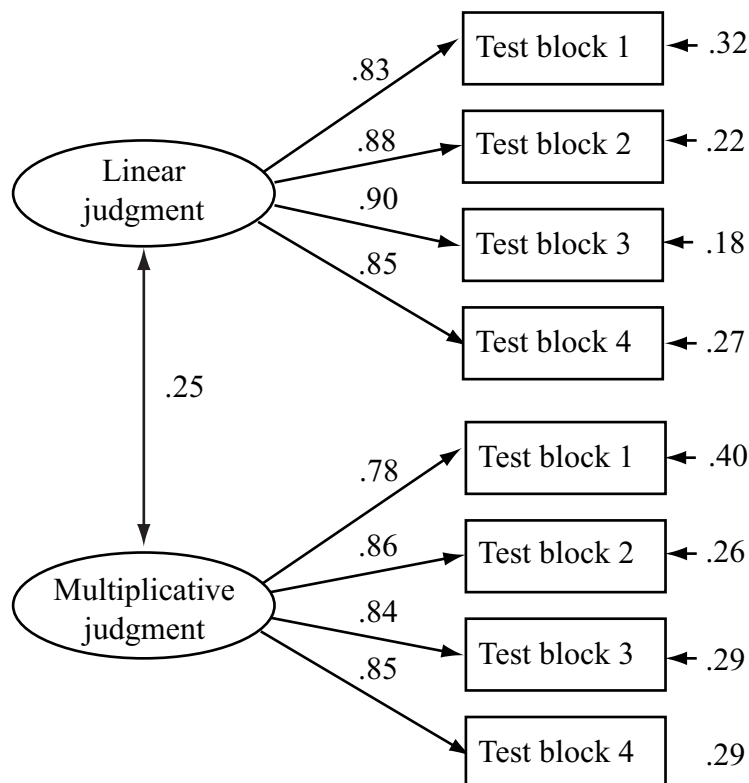 Test block 1
.32
.83
.88
Test block 2
.22
Linear
judgment
.90
Test block 3
.18
.85
Test block 4
.27
.25
Test block 1
.40
.78
.86
Test block 2
.26
Multiplicative
judgment
.84
Test block 3
.29
.85
Test block 4
.29